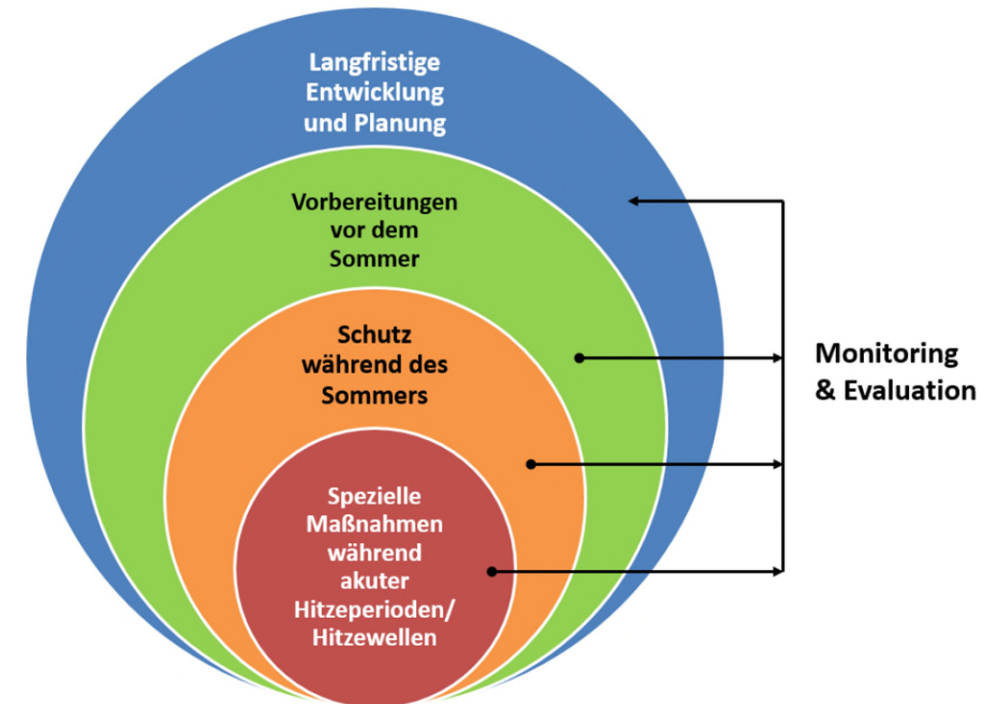 Langfristige
Entwicklung
und Planung
Vorbereitungen
vor dem
Sommer
Schutz
während des
Sommers
Spezielle
Maßnahmen
während
akuter
Hitzeperioden/
Hitzewellen
Monitoring
& Evaluation